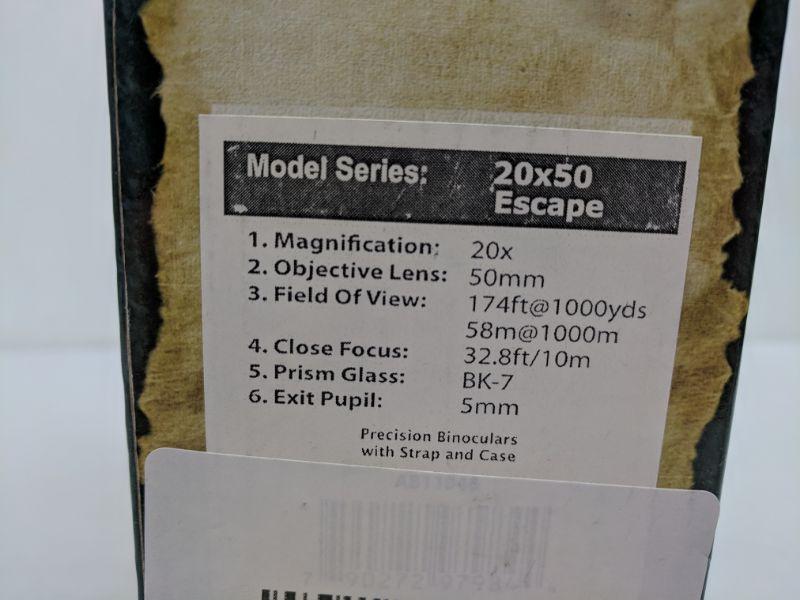 Model Series: 20x50
Escape
1. Magnification: 20x
2. Objective Lens: 50mm
3. Field Of View: 174ft@1000yds
58m@1000m
4. Close Focus: 32.8ft/10m
5. Prism Glass: BK-7
6. Exit Pupil: 5mm
Precision Binoculars
with Strap and Case